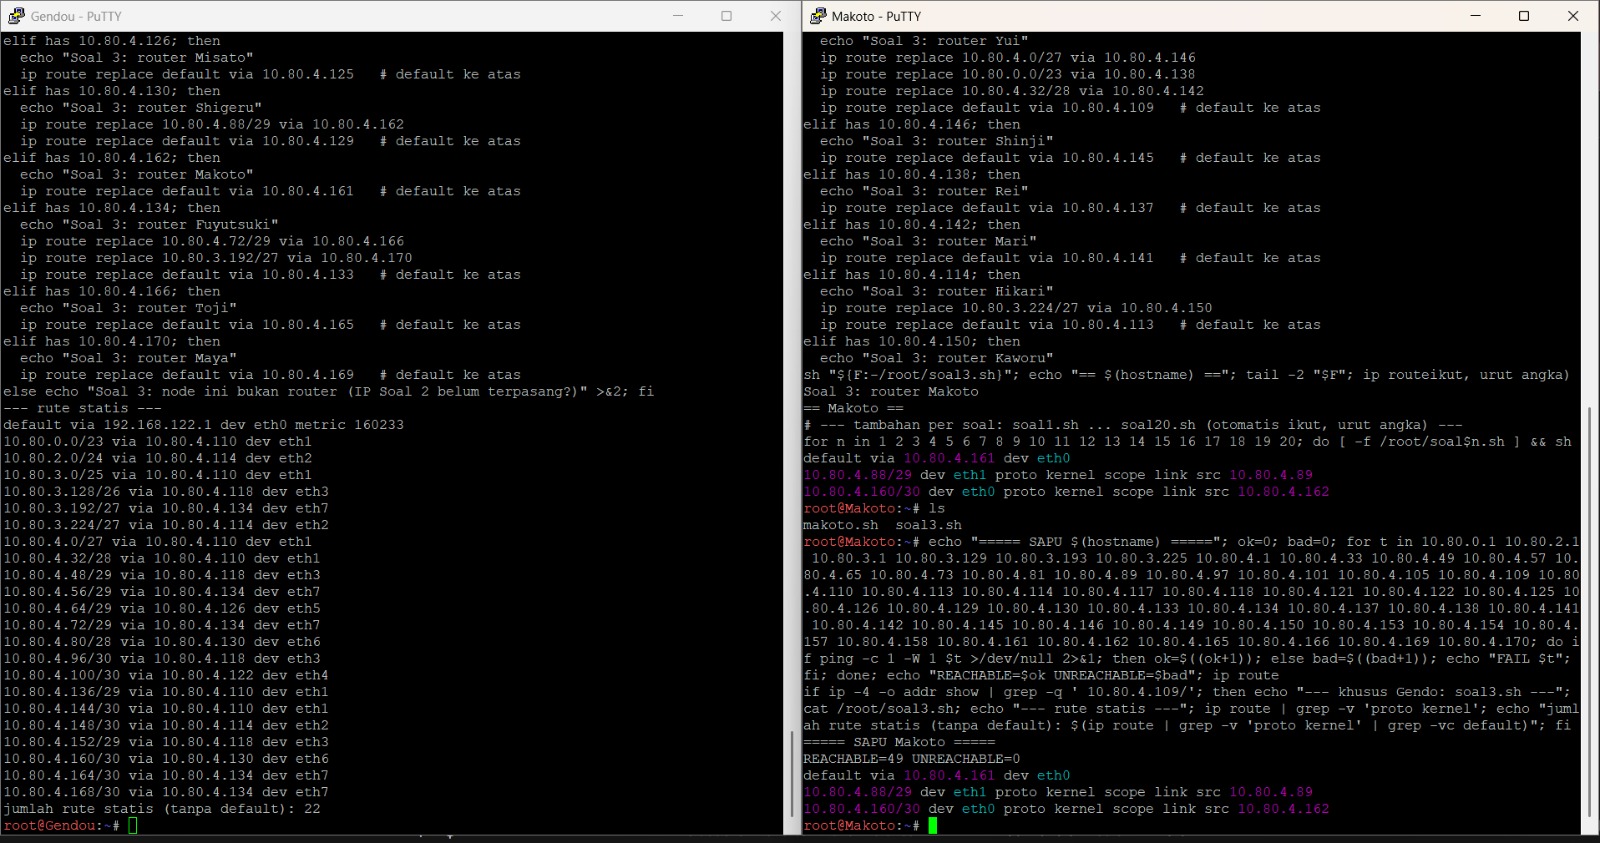 Gendou - PuTTY
elif has 10.80.4.126; then
  echo "Soal 3: router Misato"
  ip route replace default via 10.80.4.125   # default ke atas
elif has 10.80.4.130; then
  echo "Soal 3: router Shigeru"
  ip route replace 10.80.4.88/29 via 10.80.4.162
  ip route replace default via 10.80.4.129   # default ke atas
elif has 10.80.4.162; then
  echo "Soal 3: router Makoto"
  ip route replace default via 10.80.4.161   # default ke atas
elif has 10.80.4.134; then
  echo "Soal 3: router Fuyutsuki"
  ip route replace 10.80.4.72/29 via 10.80.4.166
  ip route replace 10.80.3.192/27 via 10.80.4.170
  ip route replace default via 10.80.4.133   # default ke atas
elif has 10.80.4.166; then
  echo "Soal 3: router Toji"
  ip route replace default via 10.80.4.165   # default ke atas
elif has 10.80.4.170; then
  echo "Soal 3: router Maya"
  ip route replace default via 10.80.4.169   # default ke atas
else echo "Soal 3: node ini bukan router (IP Soal 2 belum terpasang?)" >&2; fi
--- rute statis ---
default via 192.168.122.1 dev eth0 metric 160233
10.80.0.0/23 via 10.80.4.110 dev eth1
10.80.2.0/24 via 10.80.4.114 dev eth2
10.80.3.0/25 via 10.80.4.110 dev eth1
10.80.3.128/26 via 10.80.4.118 dev eth3
10.80.3.192/27 via 10.80.4.134 dev eth7
10.80.3.224/27 via 10.80.4.114 dev eth2
10.80.4.0/27 via 10.80.4.110 dev eth1
10.80.4.32/28 via 10.80.4.110 dev eth1
10.80.4.48/29 via 10.80.4.118 dev eth3
10.80.4.56/29 via 10.80.4.134 dev eth7
10.80.4.64/29 via 10.80.4.126 dev eth5
10.80.4.72/29 via 10.80.4.134 dev eth7
10.80.4.80/28 via 10.80.4.130 dev eth6
10.80.4.96/30 via 10.80.4.118 dev eth3
10.80.4.100/30 via 10.80.4.122 dev eth4
10.80.4.136/29 via 10.80.4.110 dev eth1
10.80.4.144/30 via 10.80.4.110 dev eth1
10.80.4.148/30 via 10.80.4.114 dev eth2
10.80.4.152/29 via 10.80.4.118 dev eth3
10.80.4.160/30 via 10.80.4.130 dev eth6
10.80.4.164/30 via 10.80.4.134 dev eth7
10.80.4.168/30 via 10.80.4.134 dev eth7
jumlah rute statis (tanpa default): 22
root@Gendou:~#
Makoto - PuTTY
  echo "Soal 3: router Yui"
  ip route replace 10.80.4.0/27 via 10.80.4.146
  ip route replace 10.80.0.0/23 via 10.80.4.138
  ip route replace 10.80.4.32/28 via 10.80.4.142
  ip route replace default via 10.80.4.109   # default ke atas
elif has 10.80.4.146; then
  echo "Soal 3: router Shinji"
  ip route replace default via 10.80.4.145   # default ke atas
elif has 10.80.4.138; then
  echo "Soal 3: router Rei"
  ip route replace default via 10.80.4.137   # default ke atas
elif has 10.80.4.142; then
  echo "Soal 3: router Mari"
  ip route replace default via 10.80.4.141   # default ke atas
elif has 10.80.4.114; then
  echo "Soal 3: router Hikari"
  ip route replace 10.80.3.224/27 via 10.80.4.150
  ip route replace default via 10.80.4.113   # default ke atas
elif has 10.80.4.150; then
  echo "Soal 3: router Kaworu"
sh "${F:-/root/soal3.sh}"; echo "== $(hostname) =="; tail -2 "$F"; ip routeikut, urut angka)
Soal 3: router Makoto
== Makoto ==
# --- tambahan per soal: soal1.sh ... soal20.sh (otomatis ikut, urut angka) ---
for n in 1 2 3 4 5 6 7 8 9 10 11 12 13 14 15 16 17 18 19 20; do [ -f /root/soal$n.sh ] && sh
default via 10.80.4.161 dev eth0
10.80.4.88/29 dev eth1 proto kernel scope link src 10.80.4.89
10.80.4.160/30 dev eth0 proto kernel scope link src 10.80.4.162
root@Makoto:~# ls
makoto.sh  soal3.sh
root@Makoto:~# echo "===== SAPU $(hostname) ====="; ok=0; bad=0; for t in 10.80.0.1 10.80.2.1
 10.80.3.1 10.80.3.129 10.80.3.193 10.80.3.225 10.80.4.1 10.80.4.33 10.80.4.49 10.80.4.57 10.
80.4.65 10.80.4.73 10.80.4.81 10.80.4.89 10.80.4.97 10.80.4.101 10.80.4.105 10.80.4.109 10.80
.4.110 10.80.4.113 10.80.4.114 10.80.4.117 10.80.4.118 10.80.4.121 10.80.4.122 10.80.4.125 10
.80.4.126 10.80.4.129 10.80.4.130 10.80.4.133 10.80.4.134 10.80.4.137 10.80.4.138 10.80.4.141
 10.80.4.142 10.80.4.145 10.80.4.146 10.80.4.149 10.80.4.150 10.80.4.153 10.80.4.154 10.80.4.
157 10.80.4.158 10.80.4.161 10.80.4.162 10.80.4.165 10.80.4.166 10.80.4.169 10.80.4.170; do i
f ping -c 1 -W 1 $t >/dev/null 2>&1; then ok=$((ok+1)); else bad=$((bad+1)); echo "FAIL $t";
fi; done; echo "REACHABLE=$ok UNREACHABLE=$bad"; ip route
if ip -4 -o addr show | grep -q ' 10.80.4.109/'; then echo "--- khusus Gendo: soal3.sh ---";
cat /root/soal3.sh; echo "--- rute statis ---"; ip route | grep -v 'proto kernel'; echo "juml
ah rute statis (tanpa default): $(ip route | grep -v 'proto kernel' | grep -vc default)"; fi
===== SAPU Makoto =====
REACHABLE=49 UNREACHABLE=0
default via 10.80.4.161 dev eth0
10.80.4.88/29 dev eth1 proto kernel scope link src 10.80.4.89
10.80.4.160/30 dev eth0 proto kernel scope link src 10.80.4.162
root@Makoto:~#